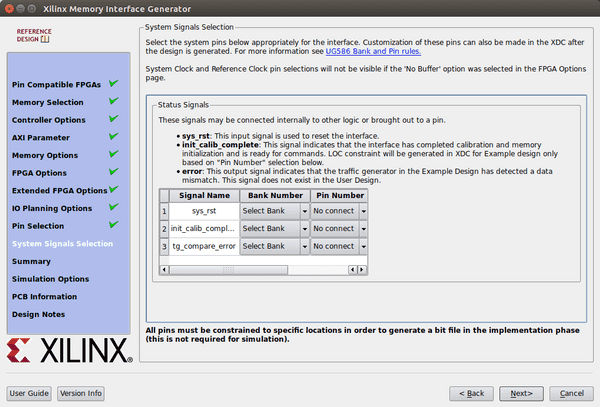 Xilinx Memory Interface Generator
REFERENCE
DESIGN
Pin Compatible FPGAs
Memory Selection
Controller Options
AXI Parameter
Memory Options
FPGA Options
Extended FPGA Options
IO Planning Options
Pin Selection
System Signals Selection
Summary
Simulation Options
PCB Information
Design Notes
XILINX
System Signals Selection
Select the system pins below appropriately for the interface. Customization of these pins can also be made in the XDC after
the design is generated. For more information see UG586 Bank and Pin rules.
System Clock and Reference Clock pin selections will not be visible if the 'No Buffer' option was selected in the FPGA Options
page.
Status Signals
These signals may be connected internally to other logic or brought out to a pin.
• sys_rst: This input signal is used to reset the interface.
• init_calib_complete: This signal indicates that the interface has completed calibration and memory
initialization and is ready for commands. LOC constraint will be generated in XDC for Example design only
based on "Pin Number" selection below.
• error: This output signal indicates that the traffic generator in the Example Design has detected a data
mismatch. This signal does not exist in the User Design.
Signal Name Bank Number Pin Number
1 sys_rst Select Bank No connect
2 init_calib_compl... Select Bank No connect
3 tg_compare_error Select Bank No connect
All pins must be constrained to specific locations in order to generate a bit file in the implementation phase
(this is not required for simulation).
User Guide Version Info < Back Next> Cancel